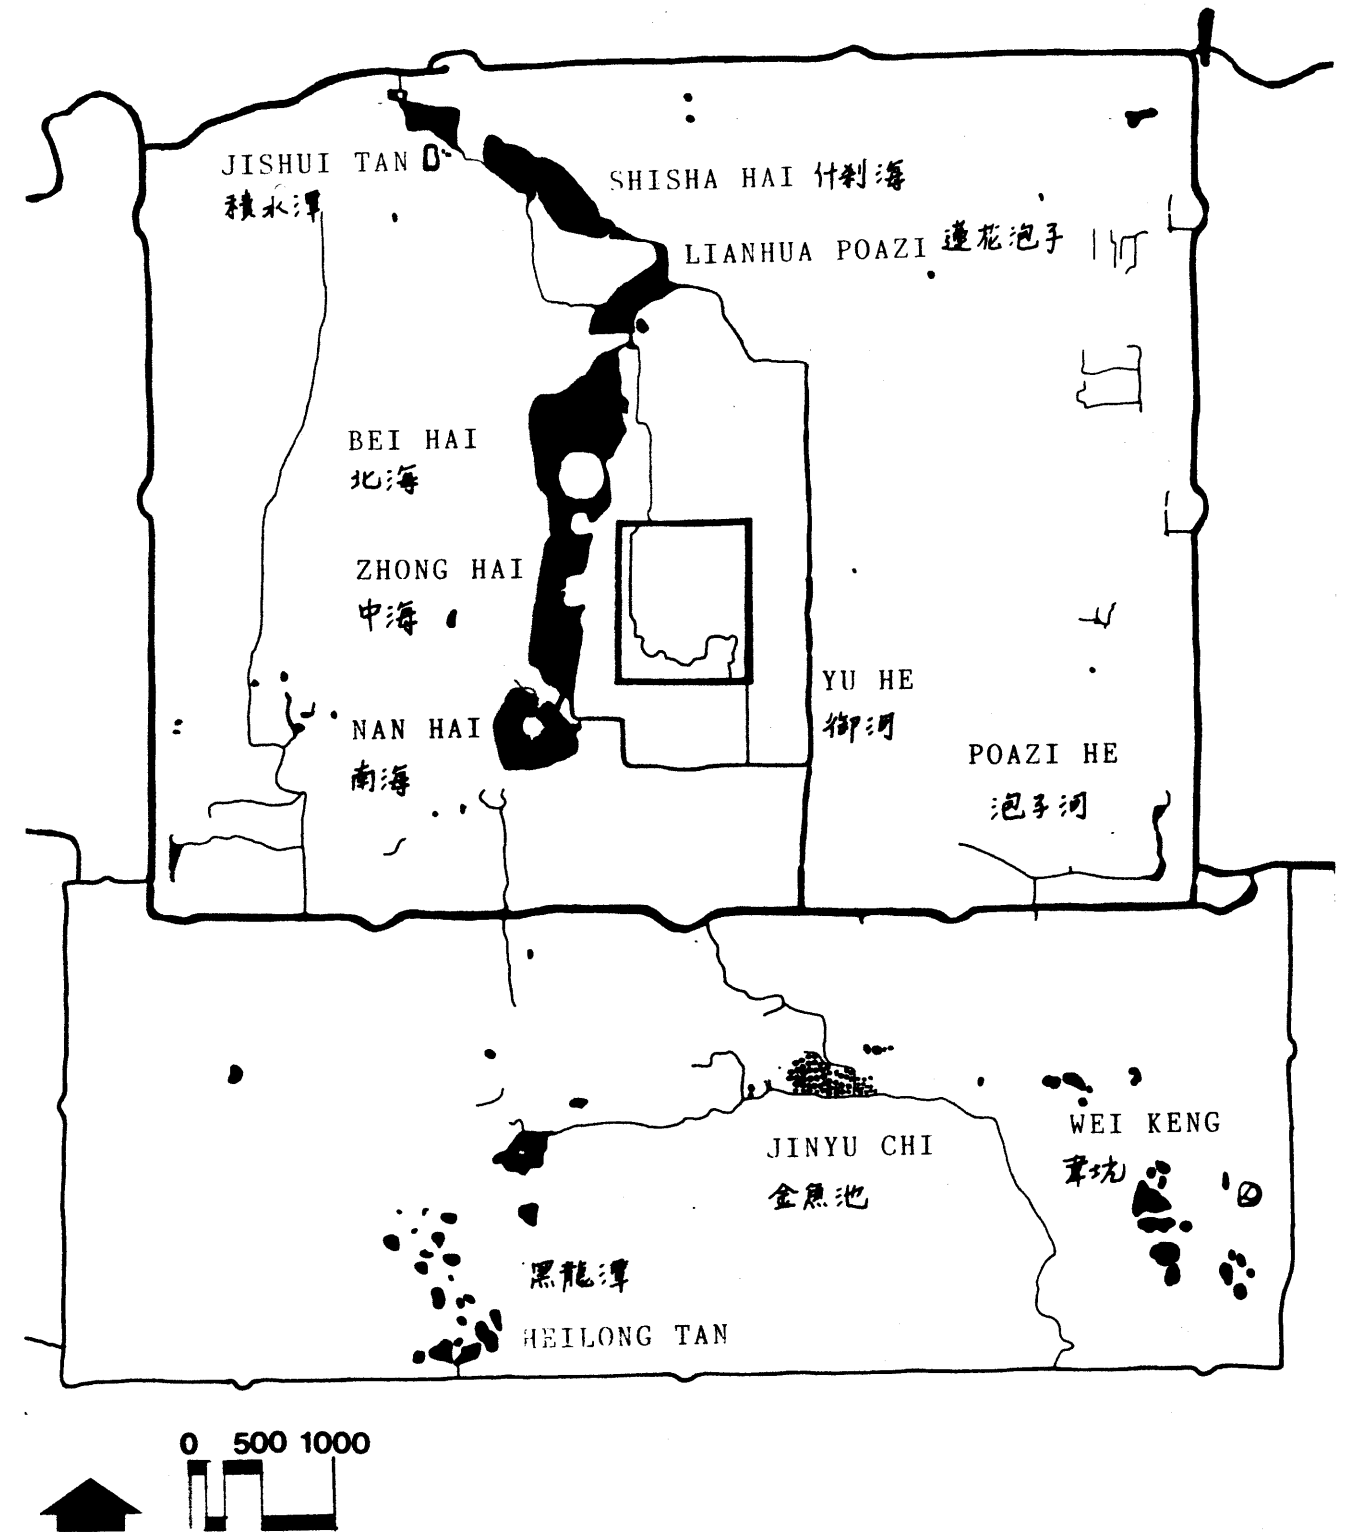 JISHUI TAN
積水潭
SHISHA HAI 什刹海
LIANHUA POAZI 蓮花泡子
BEI HAI
北海
ZHONG HAI
中海
YU HE
御河
NAN HAI
南海
POAZI HE
泡子河
WEI KENG
葦坑
JINYU CHI
金魚池
黑龍潭
HEILONG TAN
0 500 1000